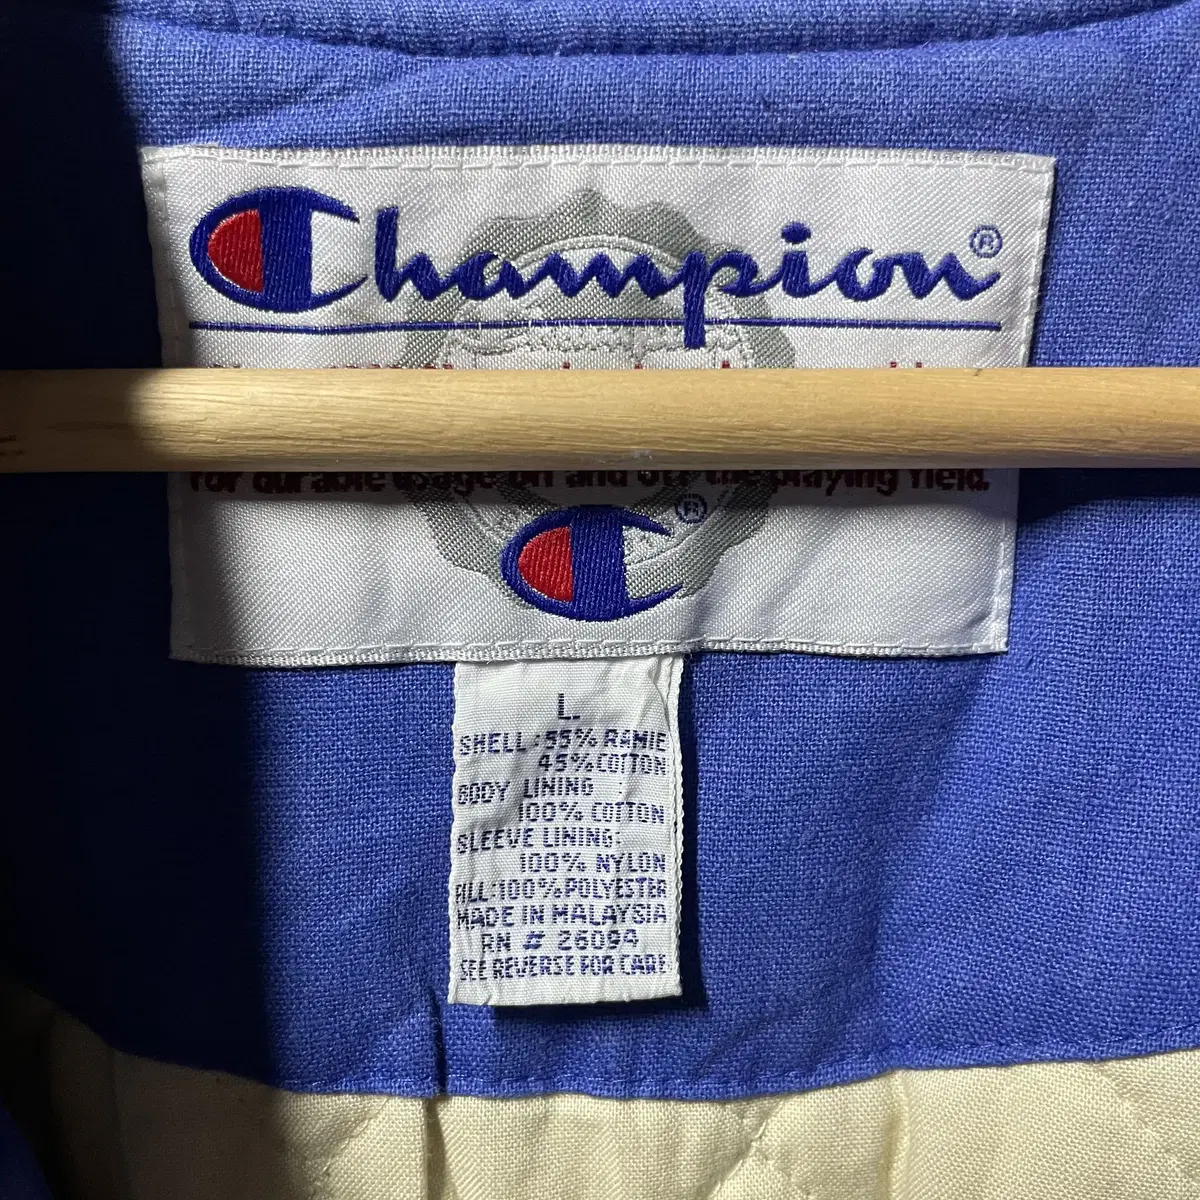 Champion®
for durable usage on and off the playing field.
®
L.
SHELL: 55% RAMIE
45% COTTON
BODY LINING :
100% COTTON
SLEEVE LINING:
100% NYLON
FILL: 100% POLYESTER
MADE IN MALAYSIA
RN # 26094
SEE REVERSE FOR CARE